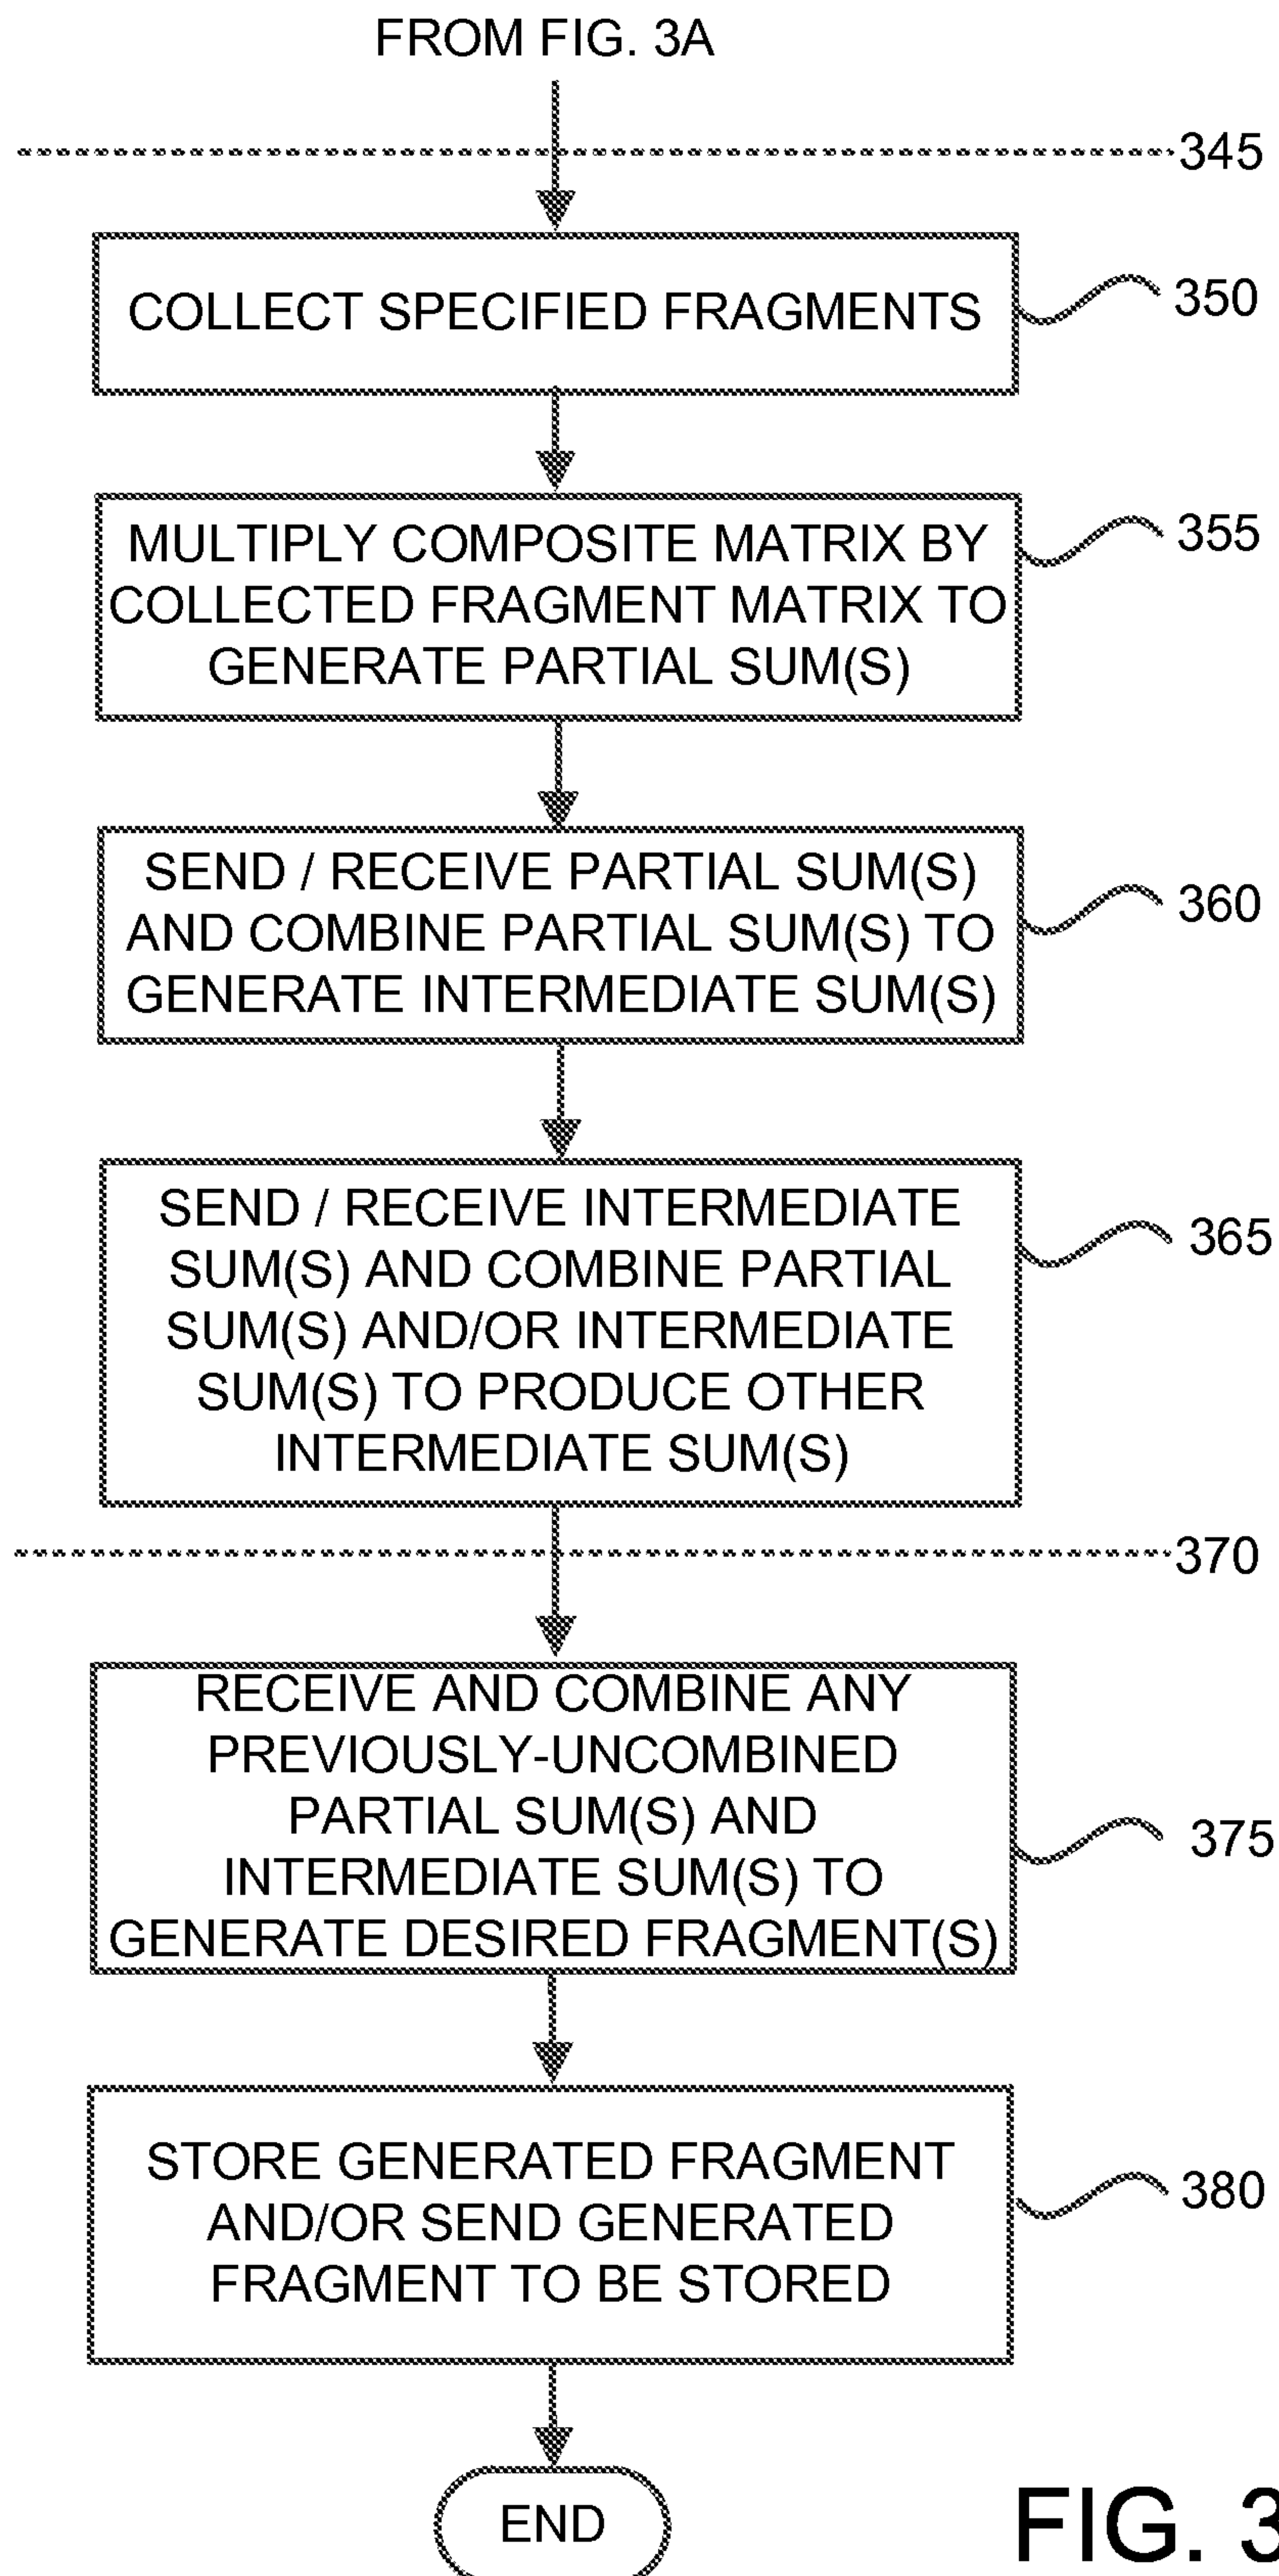 FROM FIG. 3A
345
COLLECT SPECIFIED FRAGMENTS
350
MULTIPLY COMPOSITE MATRIX BY
COLLECTED FRAGMENT MATRIX TO
GENERATE PARTIAL SUM(S)
355
SEND / RECEIVE PARTIAL SUM(S)
AND COMBINE PARTIAL SUM(S) TO
GENERATE INTERMEDIATE SUM(S)
360
SEND / RECEIVE INTERMEDIATE
SUM(S) AND COMBINE PARTIAL
SUM(S) AND/OR INTERMEDIATE
SUM(S) TO PRODUCE OTHER
INTERMEDIATE SUM(S)
365
370
RECEIVE AND COMBINE ANY
PREVIOUSLY-UNCOMBINED
PARTIAL SUM(S) AND
INTERMEDIATE SUM(S) TO
GENERATE DESIRED FRAGMENT(S)
375
STORE GENERATED FRAGMENT
AND/OR SEND GENERATED
FRAGMENT TO BE STORED
380
END
FIG. 3